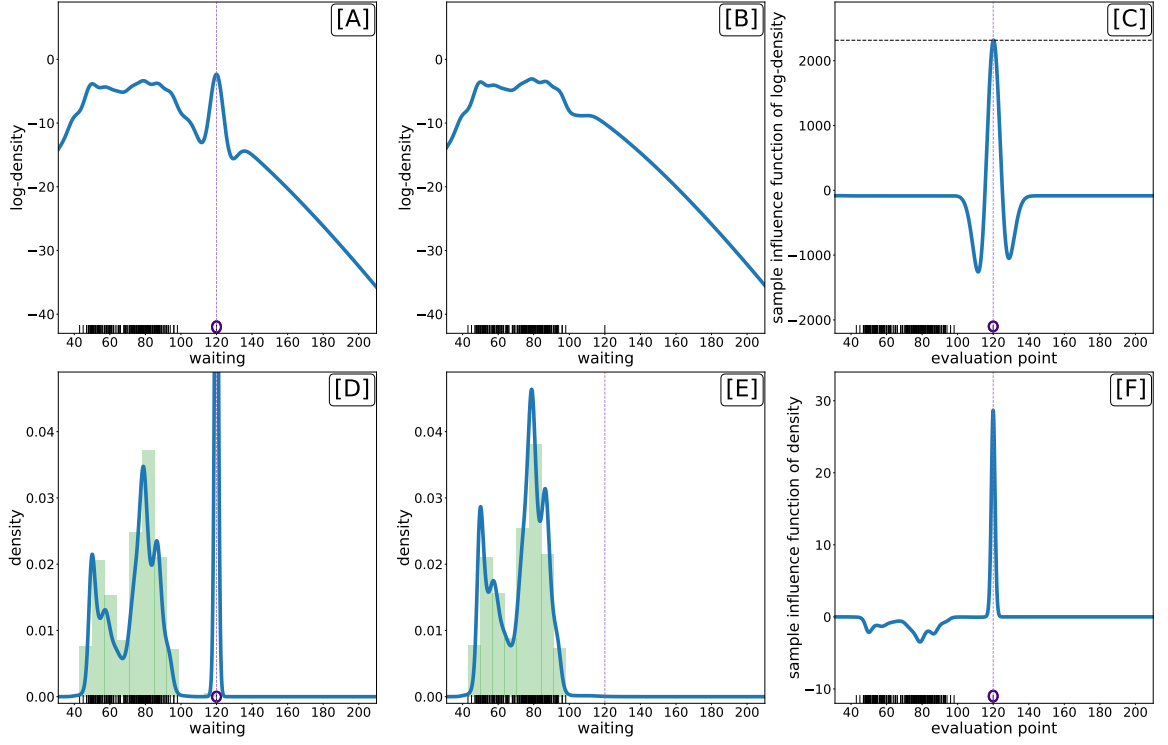 [A]
0
−10
−20
−30
−40
log-density
40 60 80 100 120 140 160 180 200
waiting
[B]
0
−10
−20
−30
−40
log-density
40 60 80 100 120 140 160 180 200
waiting
[C]
2000
1000
0
−1000
−2000
sample influence function of log-density
40 60 80 100 120 140 160 180 200
evaluation point
[D]
0.04
0.03
0.02
0.01
0.00
density
40 60 80 100 120 140 160 180 200
waiting
[E]
0.04
0.03
0.02
0.01
0.00
density
40 60 80 100 120 140 160 180 200
waiting
[F]
30
20
10
0
−10
sample influence function of density
40 60 80 100 120 140 160 180 200
evaluation point